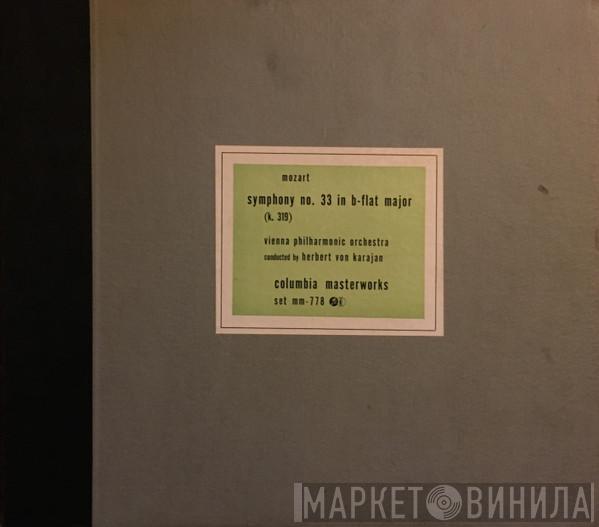 mozart
symphony no. 33 in b-flat major
(k. 319)
vienna philharmonic orchestra
conducted by herbert von karajan
columbia masterworks
set mm-778
МАРКЕТ ВИНИЛА